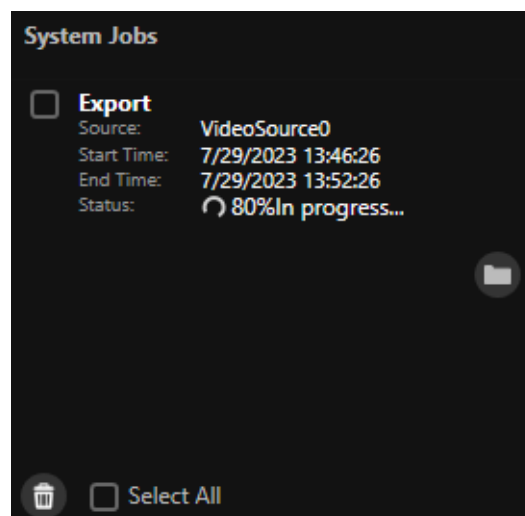 System Jobs
Export
Source: VideoSource0
Start Time: 7/29/2023 13:46:26
End Time: 7/29/2023 13:52:26
Status: 80%In progress...
Select All